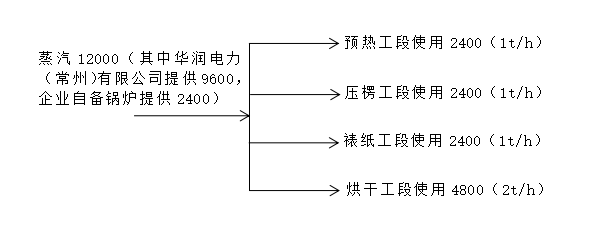 蒸汽 12000（其中华润电力
（常州)有限公司提供 9600，
企业自备锅炉提供 2400）
预热工段使用 2400（1t/h）
压楞工段使用 2400（1t/h）
裱纸工段使用 2400（1t/h）
烘干工段使用 4800（2t/h）